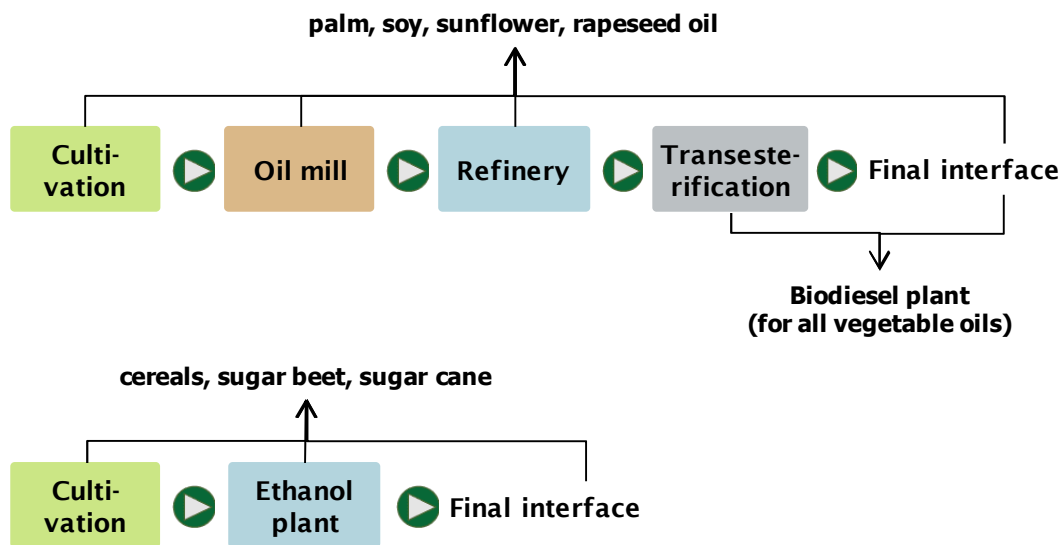 palm, soy, sunflower, rapeseed oil
Culti-
vation
Oil mill
Refinery
Transeste-
rification
Final interface
Biodiesel plant
(for all vegetable oils)
cereals, sugar beet, sugar cane
Culti-
vation
Ethanol
plant
Final interface